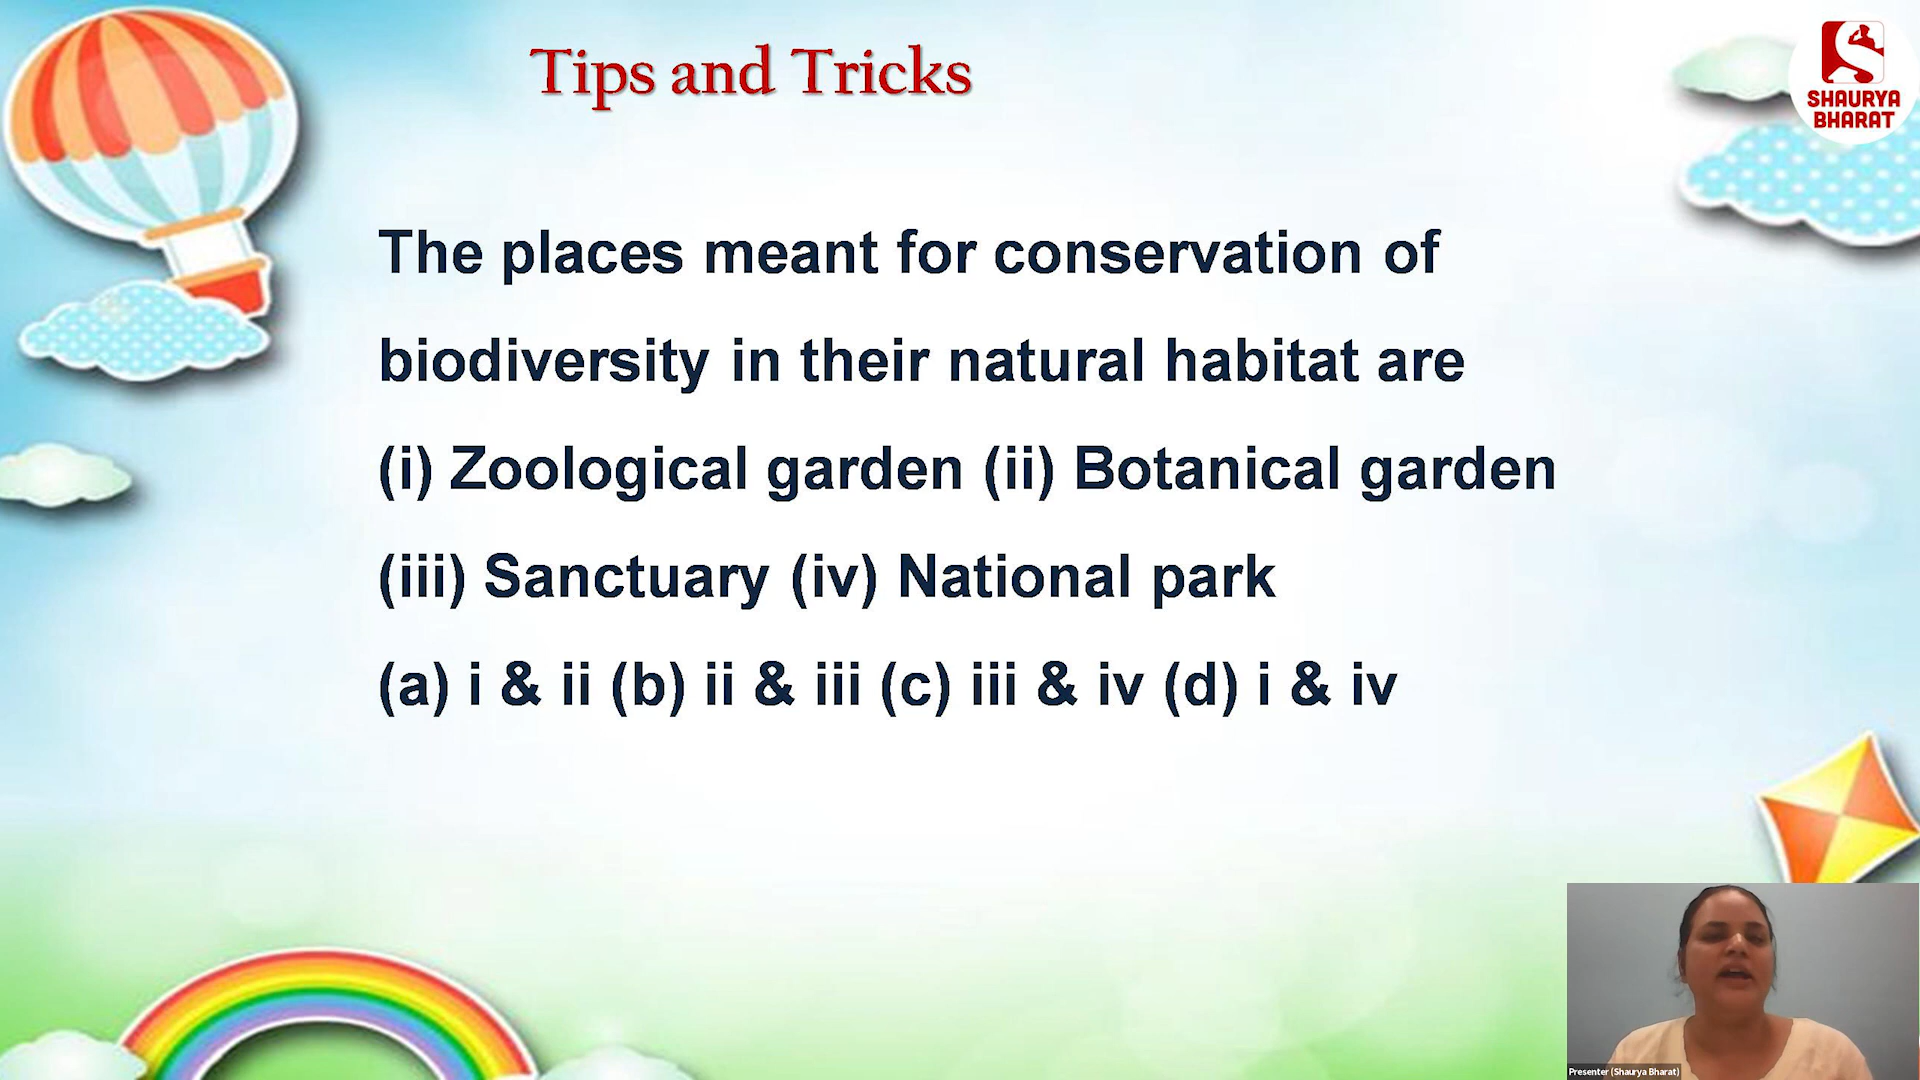 Tips and Tricks
SHAURYA
BHARAT
The places meant for conservation of
biodiversity in their natural habitat are
(i) Zoological garden (ii) Botanical garden
(iii) Sanctuary (iv) National park
(a) i & ii (b) ii & iii (c) iii & iv (d) i & iv
Presenter (Shaurya Bharat)